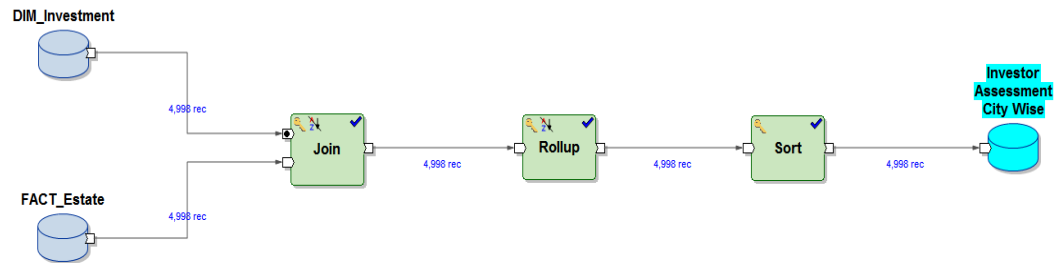 DIM_Investment
4,998 rec
FACT_Estate
4,998 rec
Join
4,998 rec
Rollup
4,998 rec
Sort
4,998 rec
Investor
Assessment
City Wise